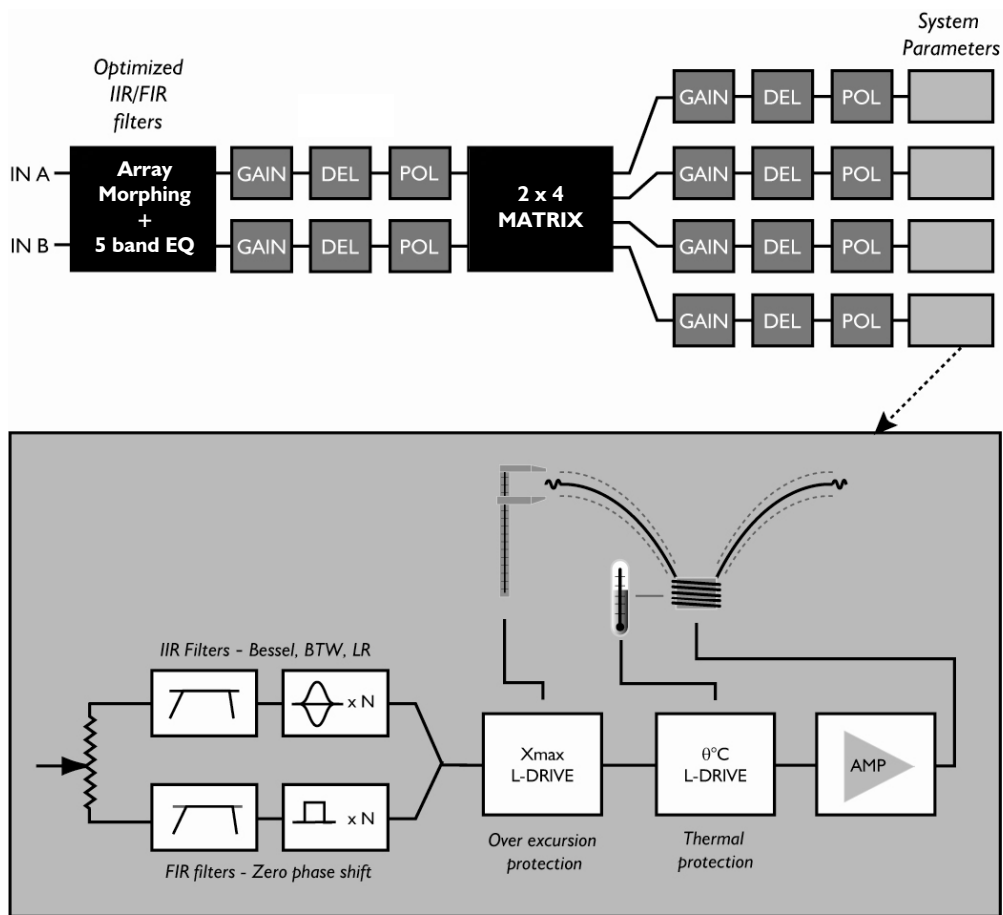 System
Parameters
Optimized
IIR/FIR
filters
GAIN DEL POL
IN A
Array
Morphing
+
5 band EQ
GAIN DEL POL
2 x 4
MATRIX
GAIN DEL POL
IN B
GAIN DEL POL
GAIN DEL POL
GAIN DEL POL
IIR Filters - Bessel, BTW, LR
x N
Xmax
L-DRIVE
θ°C
L-DRIVE
AMP
x N
Over excursion
protection
Thermal
protection
FIR filters - Zero phase shift